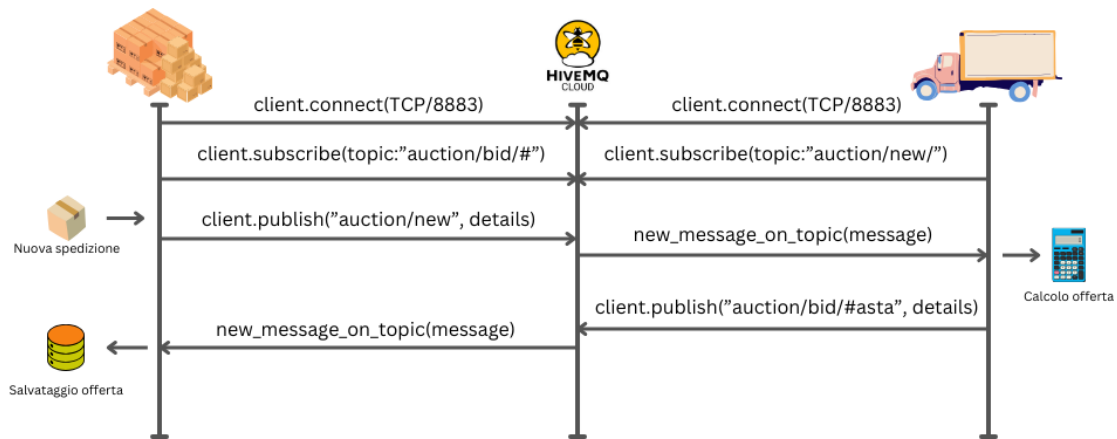 HIVEMQ
CLOUD
client.connect(TCP/8883)
client.connect(TCP/8883)
client.subscribe(topic:”auction/bid/#”)
client.subscribe(topic:”auction/new/”)
client.publish(”auction/new”, details)
Nuova spedizione
new_message_on_topic(message)
Calcolo offerta
client.publish(”auction/bid/#asta”, details)
new_message_on_topic(message)
Salvataggio offerta